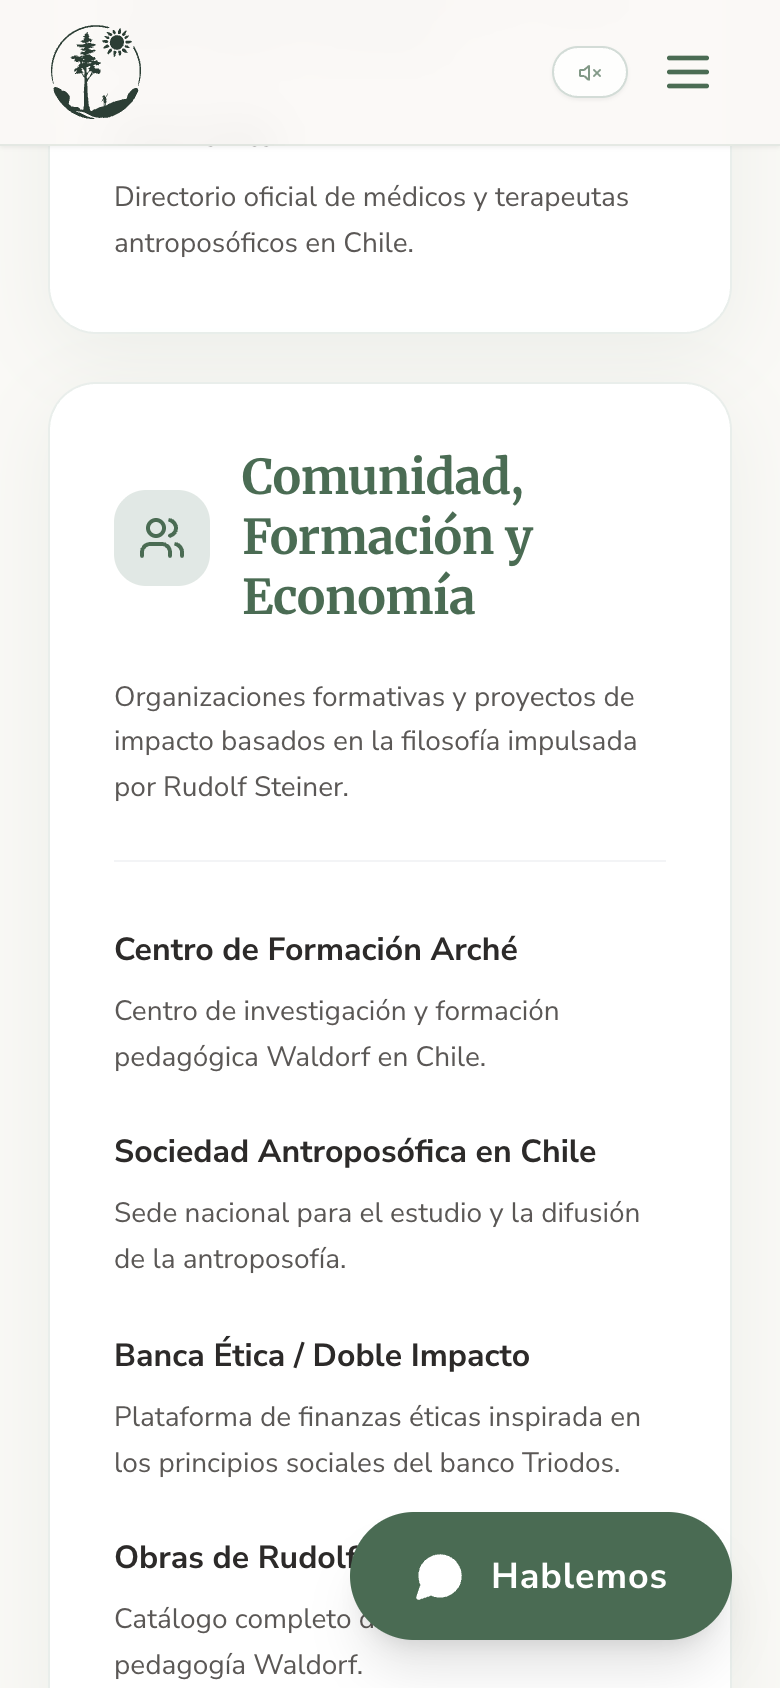 Directorio oficial de médicos y terapeutas
antroposóficos en Chile.
Comunidad,
Formación y
Economía
Organizaciones formativas y proyectos de
impacto basados en la filosofía impulsada
por Rudolf Steiner.
Centro de Formación Arché
Centro de investigación y formación
pedagógica Waldorf en Chile.
Sociedad Antroposófica en Chile
Sede nacional para el estudio y la difusión
de la antroposofía.
Banca Ética / Doble Impacto
Plataforma de finanzas éticas inspirada en
los principios sociales del banco Triodos.
Obras de Rudolf
Hablemos
Catálogo completo
pedagogía Waldorf.